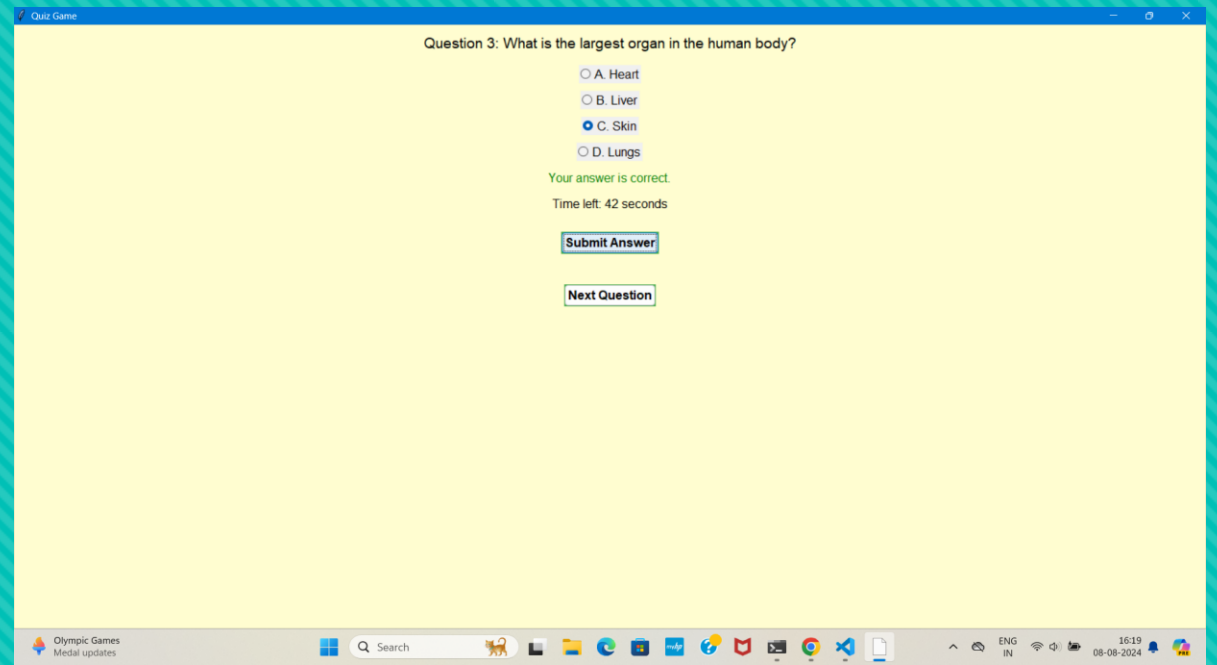 Quiz Game
Question 3: What is the largest organ in the human body?
A. Heart
B. Liver
C. Skin
D. Lungs
Your answer is correct.
Time left: 42 seconds
Submit Answer
Next Question
Olympic Games
Medal updates
Search
ENG
IN
16:19
08-08-2024
PRE